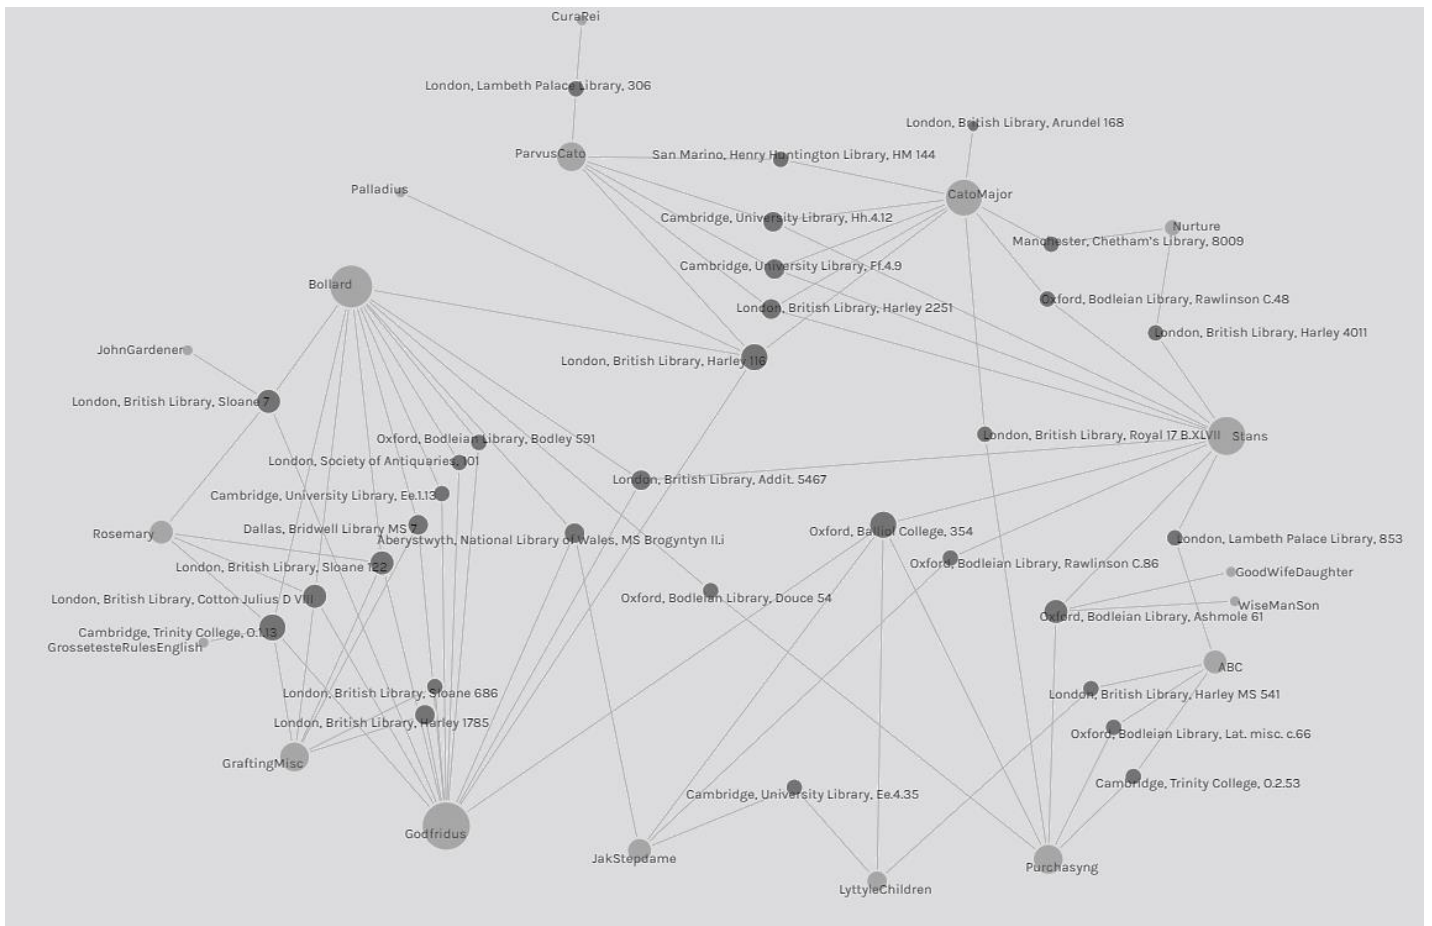 CuraRei
London, Lambeth Palace Library, 306
London, British Library, Arundel 168
ParvusCato
San Marino, Henry Huntington Library, HM 144
Palladius
CatoMajor
Cambridge, University Library, Hh.4.12
Nurture
Manchester, Chetham's Library, 8009
Cambridge, University Library, Ff.4.9
Bollard
Oxford, Bodleian Library, Rawlinson C.48
London, British Library, Harley 2251
London, British Library, Harley 4011
JohnGardener
London, British Library, Harley 116
London, British Library, Sloane 7
Oxford, Bodleian Library, Bodley 591
London, British Library, Royal 17 B.XLVII
Stans
London, Society of Antiquaries, 101
London, British Library, Addit. 5467
Cambridge, University Library, Ee.1.13
Dallas, Bridwell Library MS 7
Rosemary
Oxford, Balliol College, 354
Aberystwyth, National Library of Wales, MS Brogyntyn II.i
London, Lambeth Palace Library, 853
Oxford, Bodleian Library, Rawlinson C.86
London, British Library, Sloane 122
GoodWifeDaughter
London, British Library, Cotton Julius D VIII
Oxford, Bodleian Library, Douce 54
WiseManSon
Oxford, Bodleian Library, Ashmole 61
Cambridge, Trinity College, O.1.13
GrossetesteRulesEnglish
ABC
London, British Library, Sloane 686
London, British Library, Harley MS 541
London, British Library, Harley 1785
Oxford, Bodleian Library, Lat. misc. c.66
GraftingMisc
Cambridge, Trinity College, O.2.53
Cambridge, University Library, Ee.4.35
Godfridus
JakStepdame
Purchasyng
LyttyleChildren